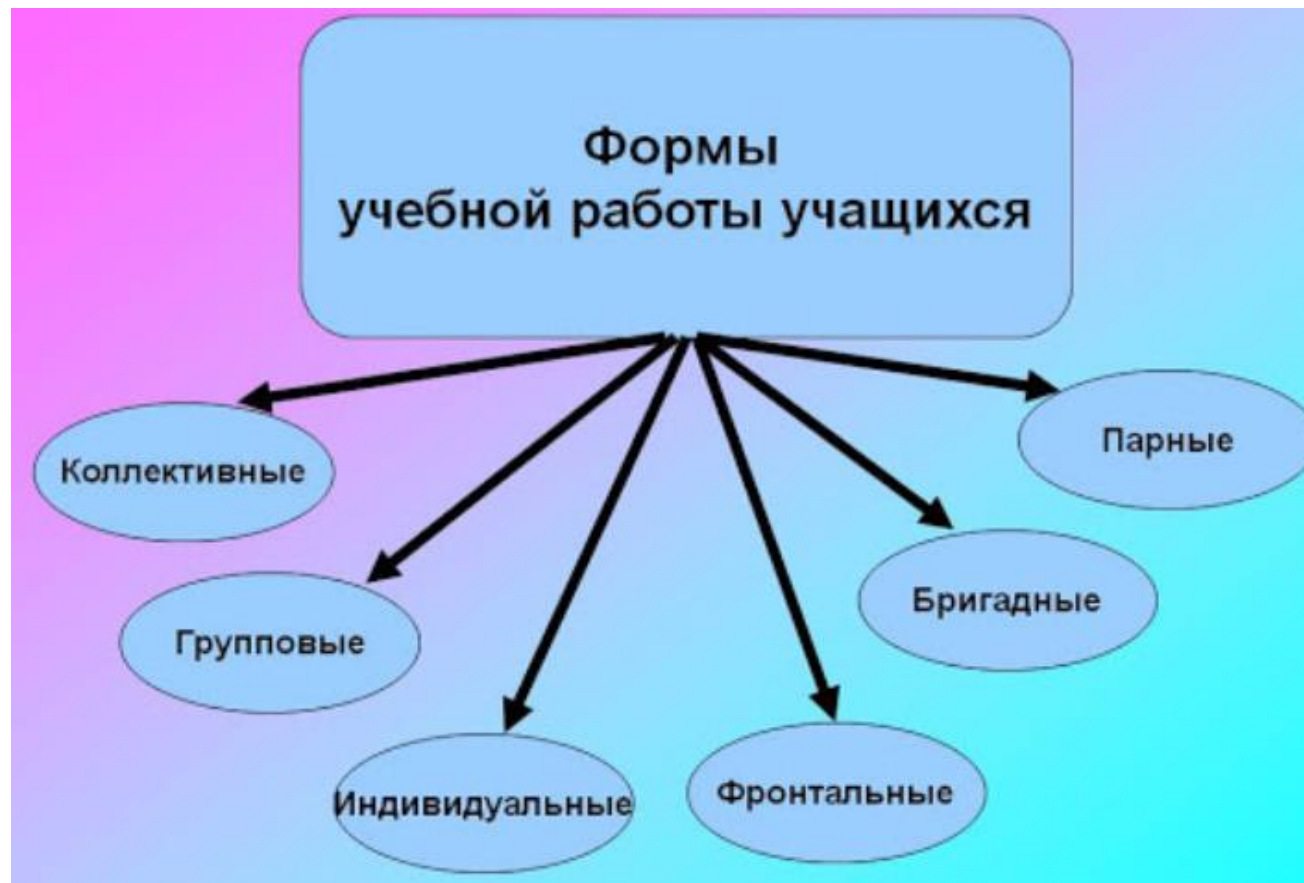 Формы
учебной работы учащихся
Коллективные
Групповые
Индивидуальные
Фронтальные
Бригадные
Парные